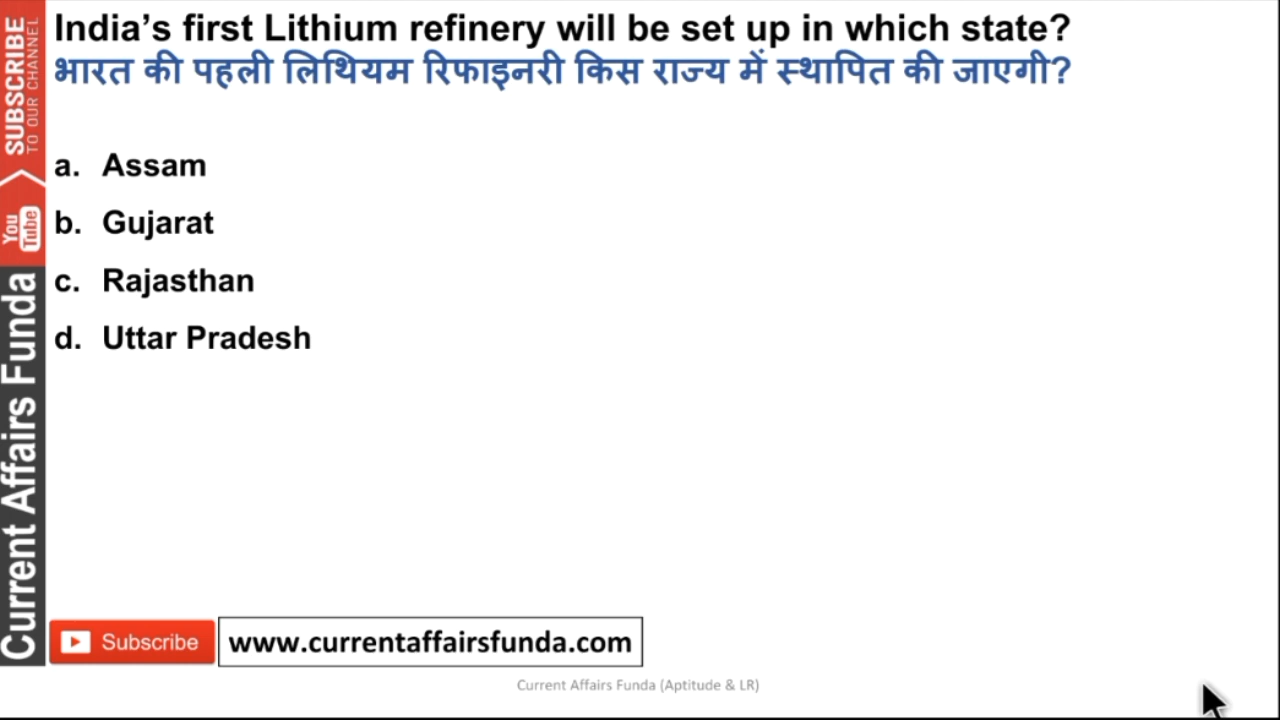 India’s first Lithium refinery will be set up in which state?
भारत की पहली लिथियम रिफाइनरी किस राज्य में स्थापित की जाएगी?
a. Assam
b. Gujarat
c. Rajasthan
d. Uttar Pradesh
SUBSCRIBE
TO OUR CHANNEL
You Tube
Current Affairs Funda
Subscribe
www.currentaffairsfunda.com
Current Affairs Funda (Aptitude & LR)